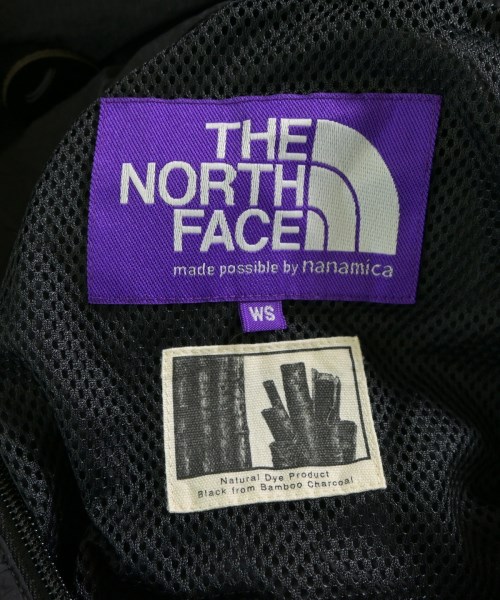 THE
NORTH
FACE
made possible by nanamica
WS
Natural Dye Product
Black from Bamboo Charcoal